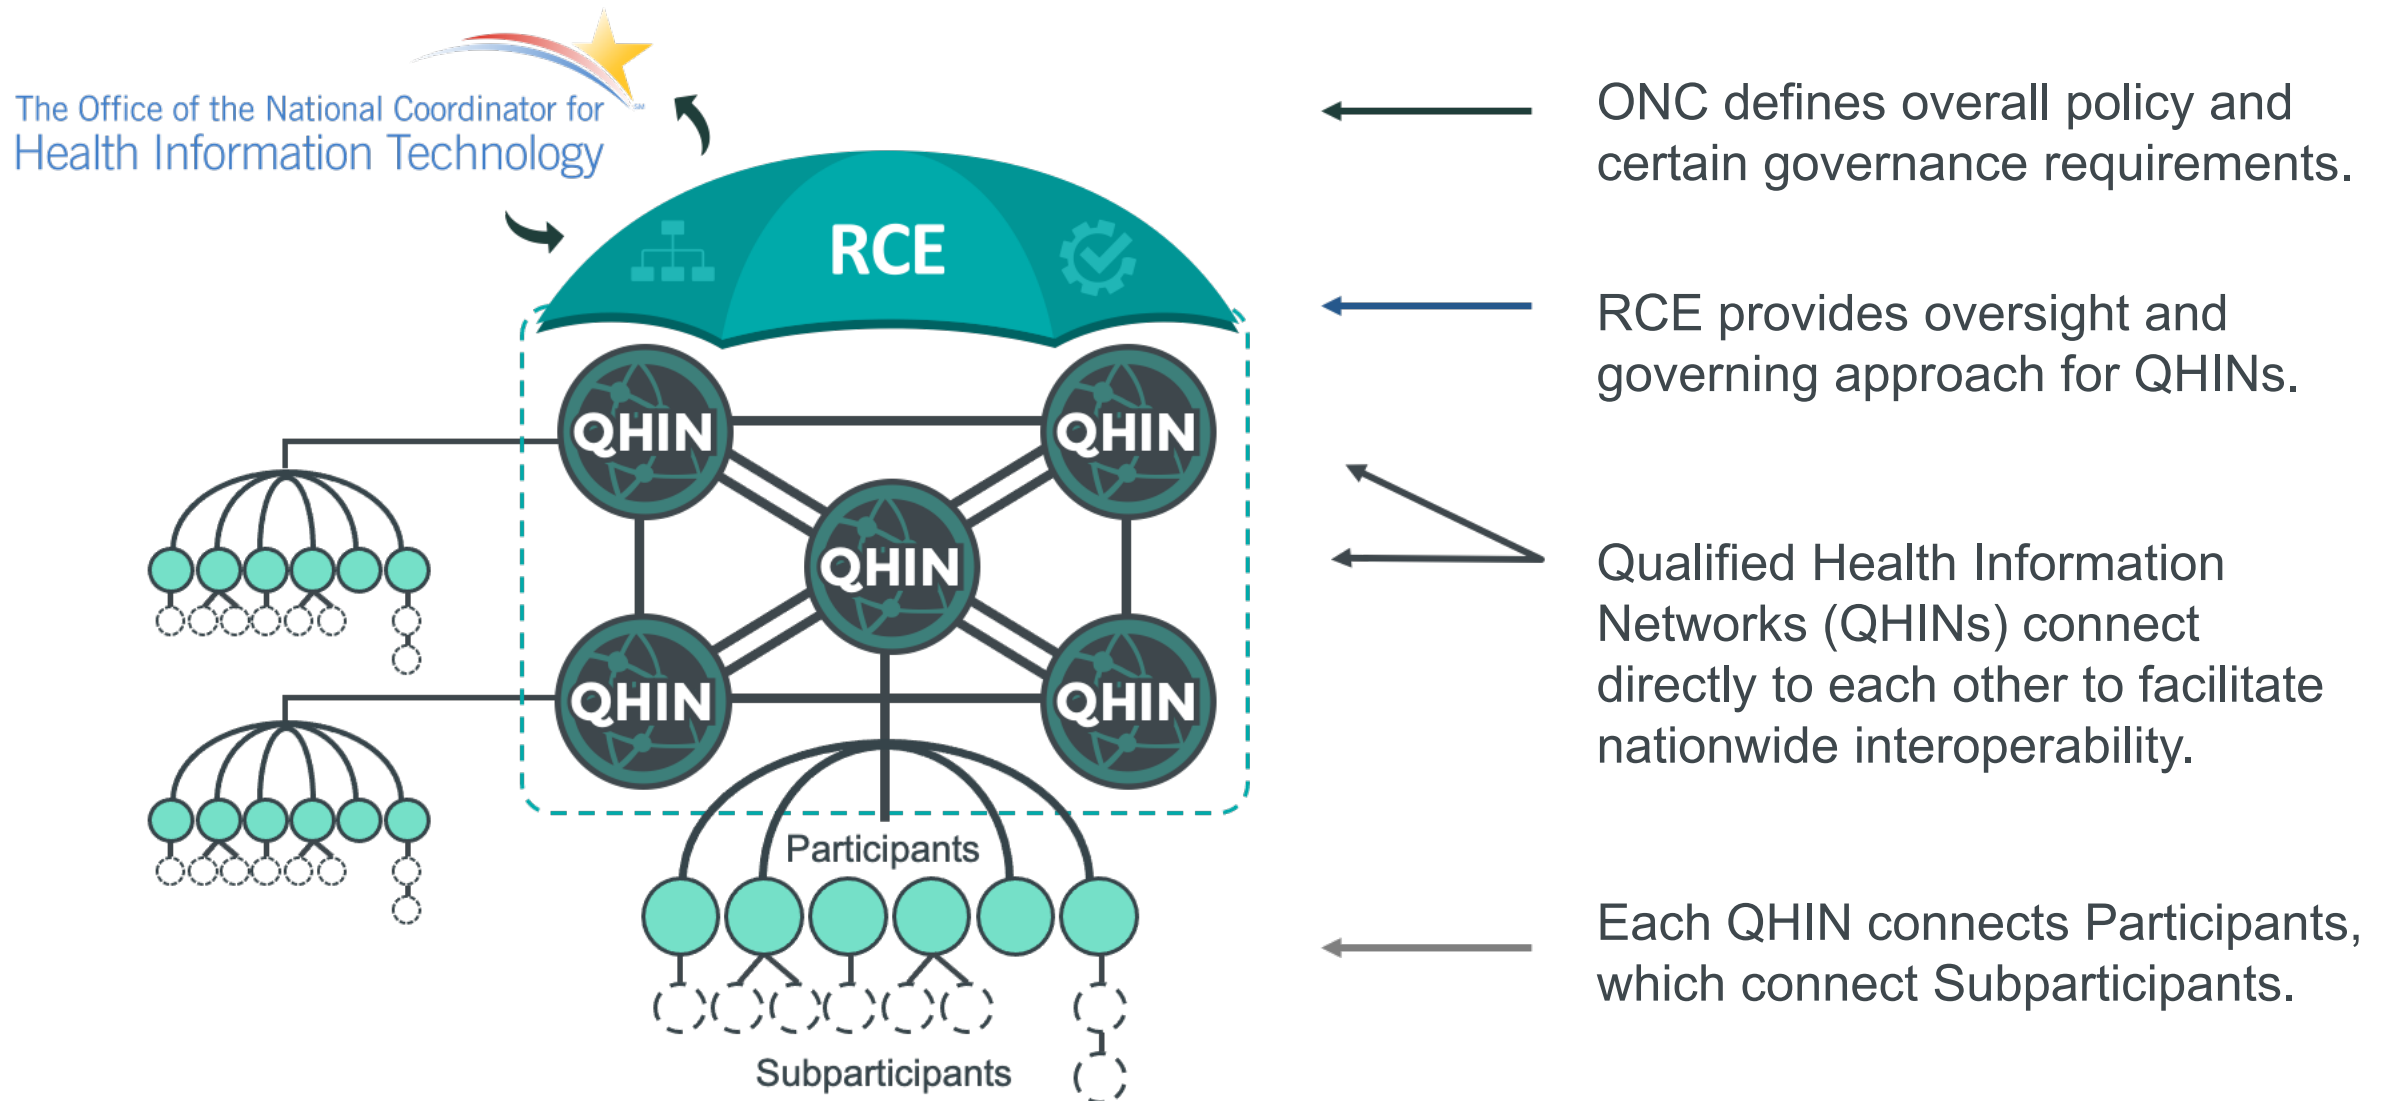 The Office of the National Coordinator for
Health Information Technology
SM
RCE
QHIN
QHIN
QHIN
QHIN
QHIN
Participants
Subparticipants
ONC defines overall policy and
certain governance requirements.
RCE provides oversight and
governing approach for QHINs.
Qualified Health Information
Networks (QHINs) connect
directly to each other to facilitate
nationwide interoperability.
Each QHIN connects Participants,
which connect Subparticipants.